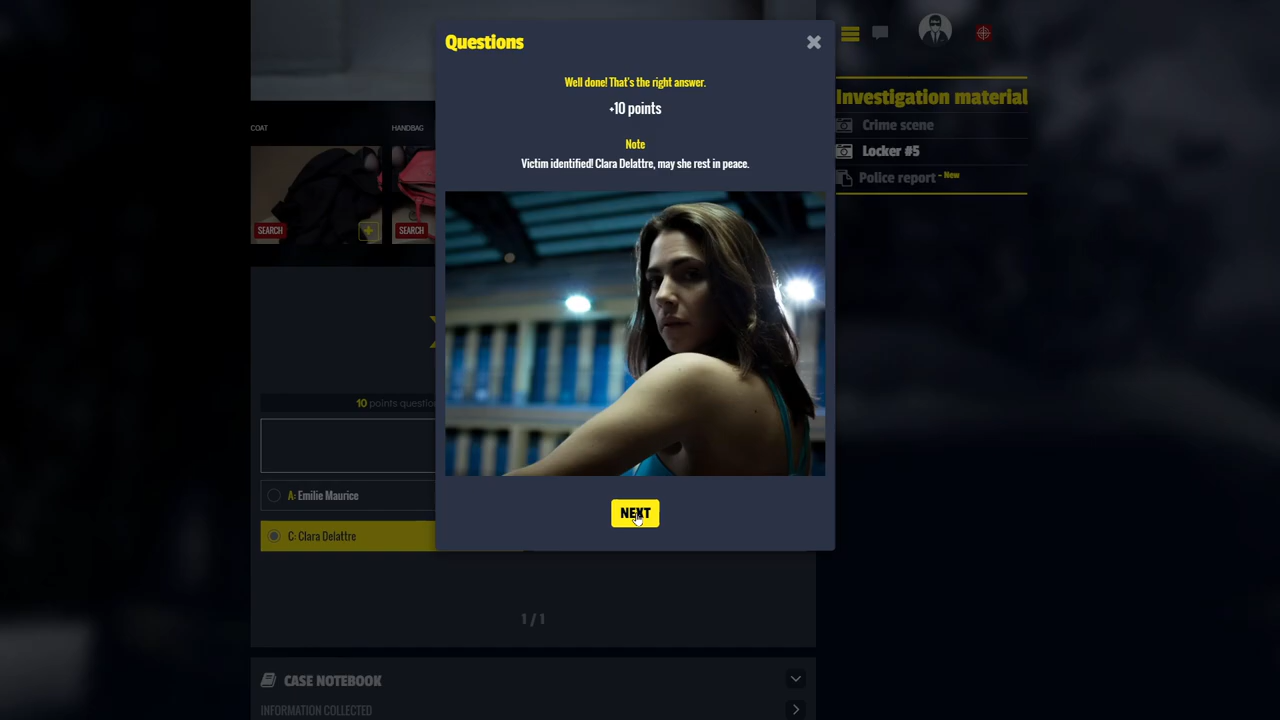 Questions
Well done! That's the right answer.
+10 points
Note
Victim identified! Clara Delattre, may she rest in peace.
NEXT
COAT
HANDBAG
SEARCH
SEARCH
10 points
A: Emilie Maurice
C: Clara Delattre
1 / 1
CASE NOTEBOOK
INFORMATION COLLECTED
Investigation material
Crime scene
Locker #5
Police report - New